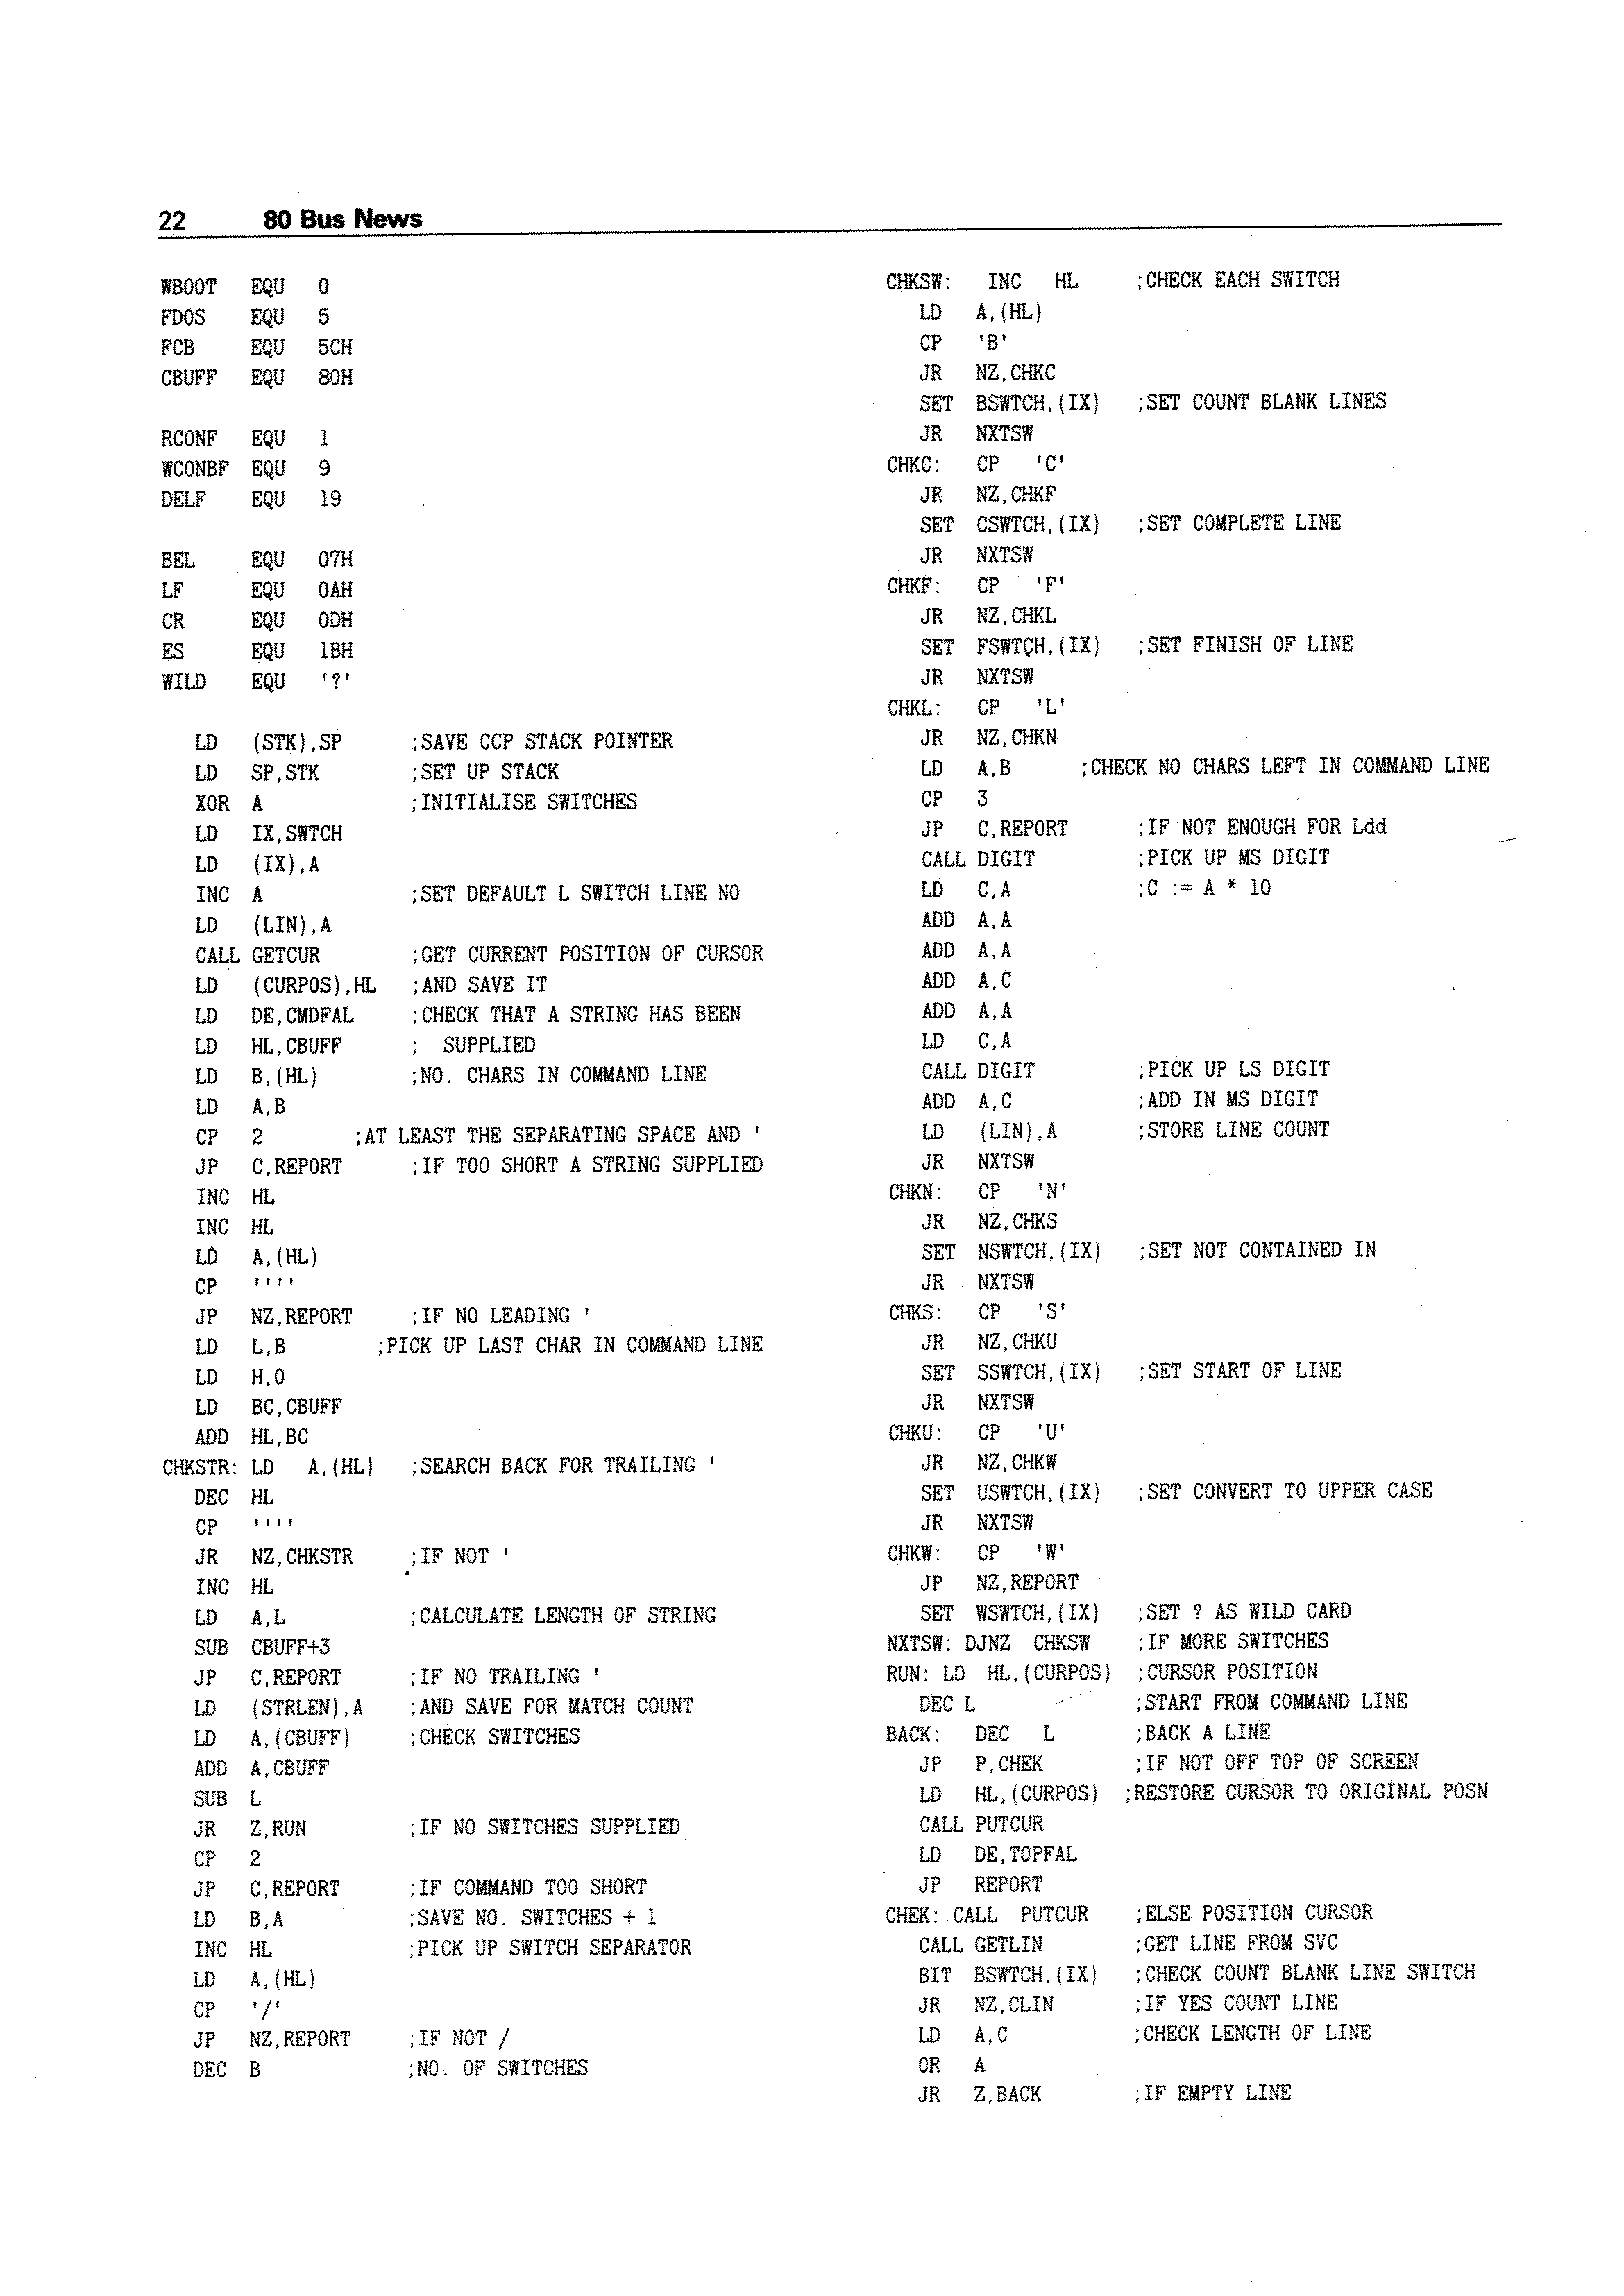 22 80 Bus News
WBOOT EQU 0
FDOS EQU 5
FCB EQU 5CH
CBUFF EQU 80H
RCONF EQU 1
WCONBF EQU 9
DELF EQU 19
BEL EQU 07H
LF EQU 0AH
CR EQU 0DH
ES EQU 1BH
WILD EQU '?'
LD (STK),SP ;SAVE CCP STACK POINTER
LD SP,STK ;SET UP STACK
XOR A ;INITIALISE SWITCHES
LD IX,SWTCH
LD (IX),A
INC A ;SET DEFAULT L SWITCH LINE NO
LD (LIN),A
CALL GETCUR ;GET CURRENT POSITION OF CURSOR
LD (CURPOS),HL ;AND SAVE IT
LD DE,CMDFAL ;CHECK THAT A STRING HAS BEEN
LD HL,CBUFF ; SUPPLIED
LD B,(HL) ;NO. CHARS IN COMMAND LINE
LD A,B
CP 2 ;AT LEAST THE SEPARATING SPACE AND '
JP C,REPORT ;IF TOO SHORT A STRING SUPPLIED
INC HL
INC HL
LD A,(HL)
CP ''''
JP NZ,REPORT ;IF NO LEADING '
LD L,B ;PICK UP LAST CHAR IN COMMAND LINE
LD H,0
LD BC,CBUFF
ADD HL,BC
CHKSTR: LD A,(HL) ;SEARCH BACK FOR TRAILING '
DEC HL
CP ''''
JR NZ,CHKSTR ;IF NOT '
INC HL
LD A,L ;CALCULATE LENGTH OF STRING
SUB CBUFF+3
JP C,REPORT ;IF NO TRAILING '
LD (STRLEN),A ;AND SAVE FOR MATCH COUNT
LD A,(CBUFF) ;CHECK SWITCHES
ADD A,CBUFF
SUB L
JR Z,RUN ;IF NO SWITCHES SUPPLIED
CP 2
JP C,REPORT ;IF COMMAND TOO SHORT
LD B,A ;SAVE NO. SWITCHES + 1
INC HL ;PICK UP SWITCH SEPARATOR
LD A,(HL)
CP '/'
JP NZ,REPORT ;IF NOT /
DEC B ;NO. OF SWITCHES
CHKSW: INC HL ;CHECK EACH SWITCH
LD A,(HL)
CP 'B'
JR NZ,CHKC
SET BSWTCH,(IX) ;SET COUNT BLANK LINES
JR NXTSW
CHKC: CP 'C'
JR NZ,CHKF
SET CSWTCH,(IX) ;SET COMPLETE LINE
JR NXTSW
CHKF: CP 'F'
JR NZ,CHKL
SET FSWTCH,(IX) ;SET FINISH OF LINE
JR NXTSW
CHKL: CP 'L'
JR NZ,CHKN
LD A,B ;CHECK NO CHARS LEFT IN COMMAND LINE
CP 3
JP C,REPORT ;IF NOT ENOUGH FOR Ldd
CALL DIGIT ;PICK UP MS DIGIT
LD C,A ;C := A * 10
ADD A,A
ADD A,A
ADD A,C
ADD A,A
LD C,A
CALL DIGIT ;PICK UP LS DIGIT
ADD A,C ;ADD IN MS DIGIT
LD (LIN),A ;STORE LINE COUNT
JR NXTSW
CHKN: CP 'N'
JR NZ,CHKS
SET NSWTCH,(IX) ;SET NOT CONTAINED IN
JR NXTSW
CHKS: CP 'S'
JR NZ,CHKU
SET SSWTCH,(IX) ;SET START OF LINE
JR NXTSW
CHKU: CP 'U'
JR NZ,CHKW
SET USWTCH,(IX) ;SET CONVERT TO UPPER CASE
JR NXTSW
CHKW: CP 'W'
JP NZ,REPORT
SET WSWTCH,(IX) ;SET ? AS WILD CARD
NXTSW: DJNZ CHKSW ;IF MORE SWITCHES
RUN: LD HL,(CURPOS) ;CURSOR POSITION
DEC L ;START FROM COMMAND LINE
BACK: DEC L ;BACK A LINE
JP P,CHEK ;IF NOT OFF TOP OF SCREEN
LD HL,(CURPOS) ;RESTORE CURSOR TO ORIGINAL POSN
CALL PUTCUR
LD DE,TOPFAL
JP REPORT
CHEK: CALL PUTCUR ;ELSE POSITION CURSOR
CALL GETLIN ;GET LINE FROM SVC
BIT BSWTCH,(IX) ;CHECK COUNT BLANK LINE SWITCH
JR NZ,CLIN ;IF YES COUNT LINE
LD A,C ;CHECK LENGTH OF LINE
OR A
JR Z,BACK ;IF EMPTY LINE